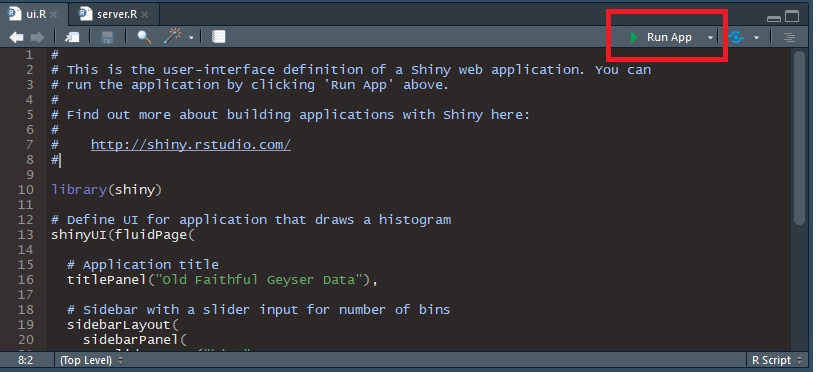 ui.R server.R
Run App
1 #
2 # This is the user-interface definition of a Shiny web application. You can
3 # run the application by clicking 'Run App' above.
4 #
5 # Find out more about building applications with Shiny here:
6 #
7 #    http://shiny.rstudio.com/
8 #
9
10 library(shiny)
11
12 # Define UI for application that draws a histogram
13 shinyUI(fluidPage(
14
15   # Application title
16   titlePanel("Old Faithful Geyser Data"),
17
18   # Sidebar with a slider input for number of bins
19   sidebarLayout(
20     sidebarPanel(
8:2 (Top Level) R Script